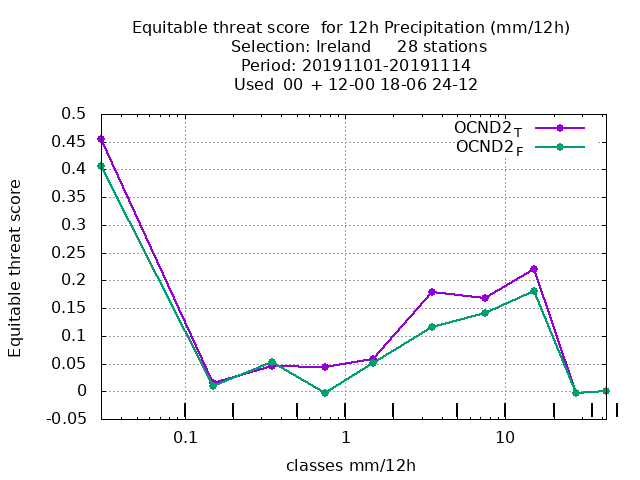 Equitable threat score  for 12h Precipitation (mm/12h)
Selection: Ireland     28 stations
Period: 20191101-20191114
Used  00  + 12-00 18-06 24-12
OCND2T
OCND2F
0.5
0.45
0.4
0.35
0.3
0.25
0.2
0.15
0.1
0.05
0
-0.05
Equitable threat score
0.1
1
10
classes mm/12h